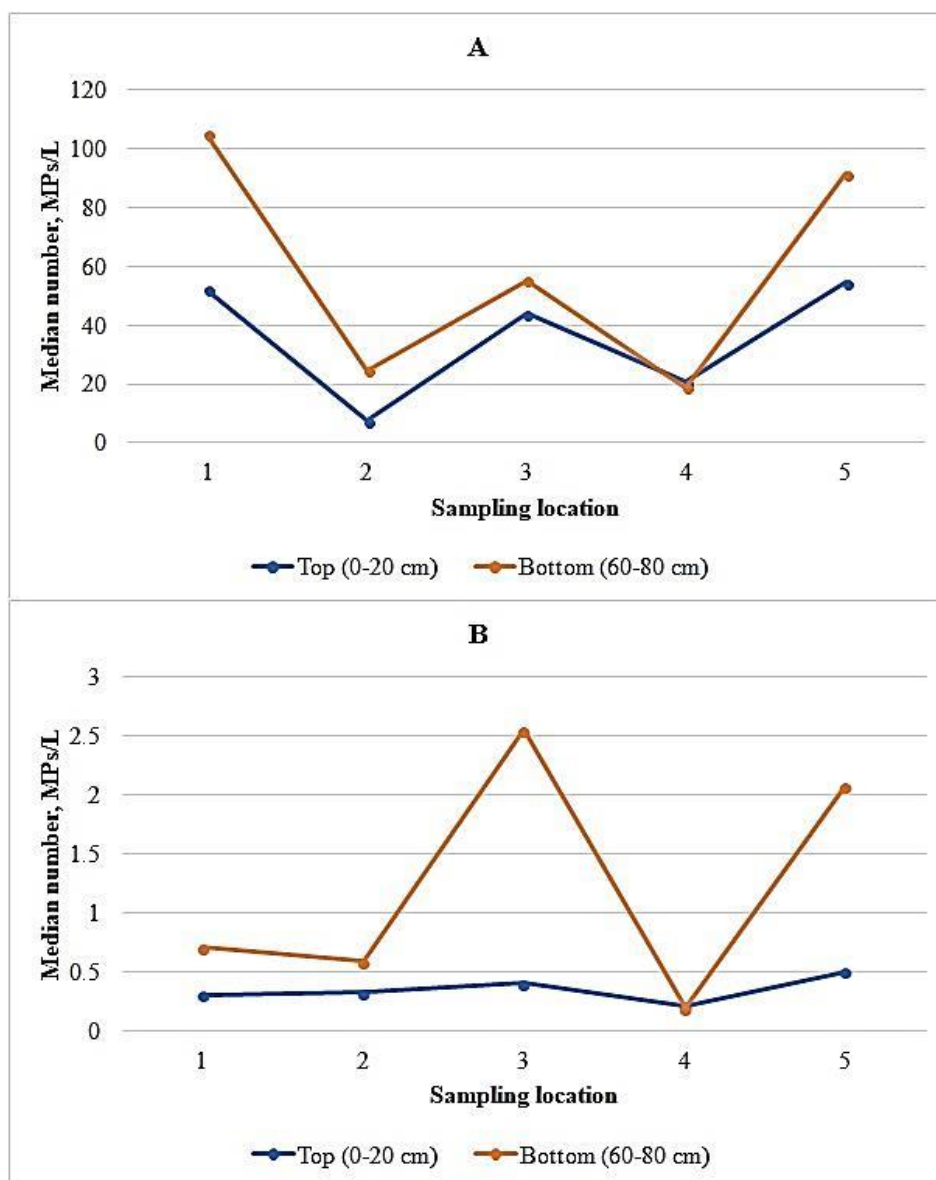 A
120
100
80
60
40
20
0
Median number, MPs/L
1 2 3 4 5
Sampling location
Top (0-20 cm) Bottom (60-80 cm)
B
3
2.5
2
1.5
1
0.5
0
Median number, MPs/L
1 2 3 4 5
Sampling location
Top (0-20 cm) Bottom (60-80 cm)